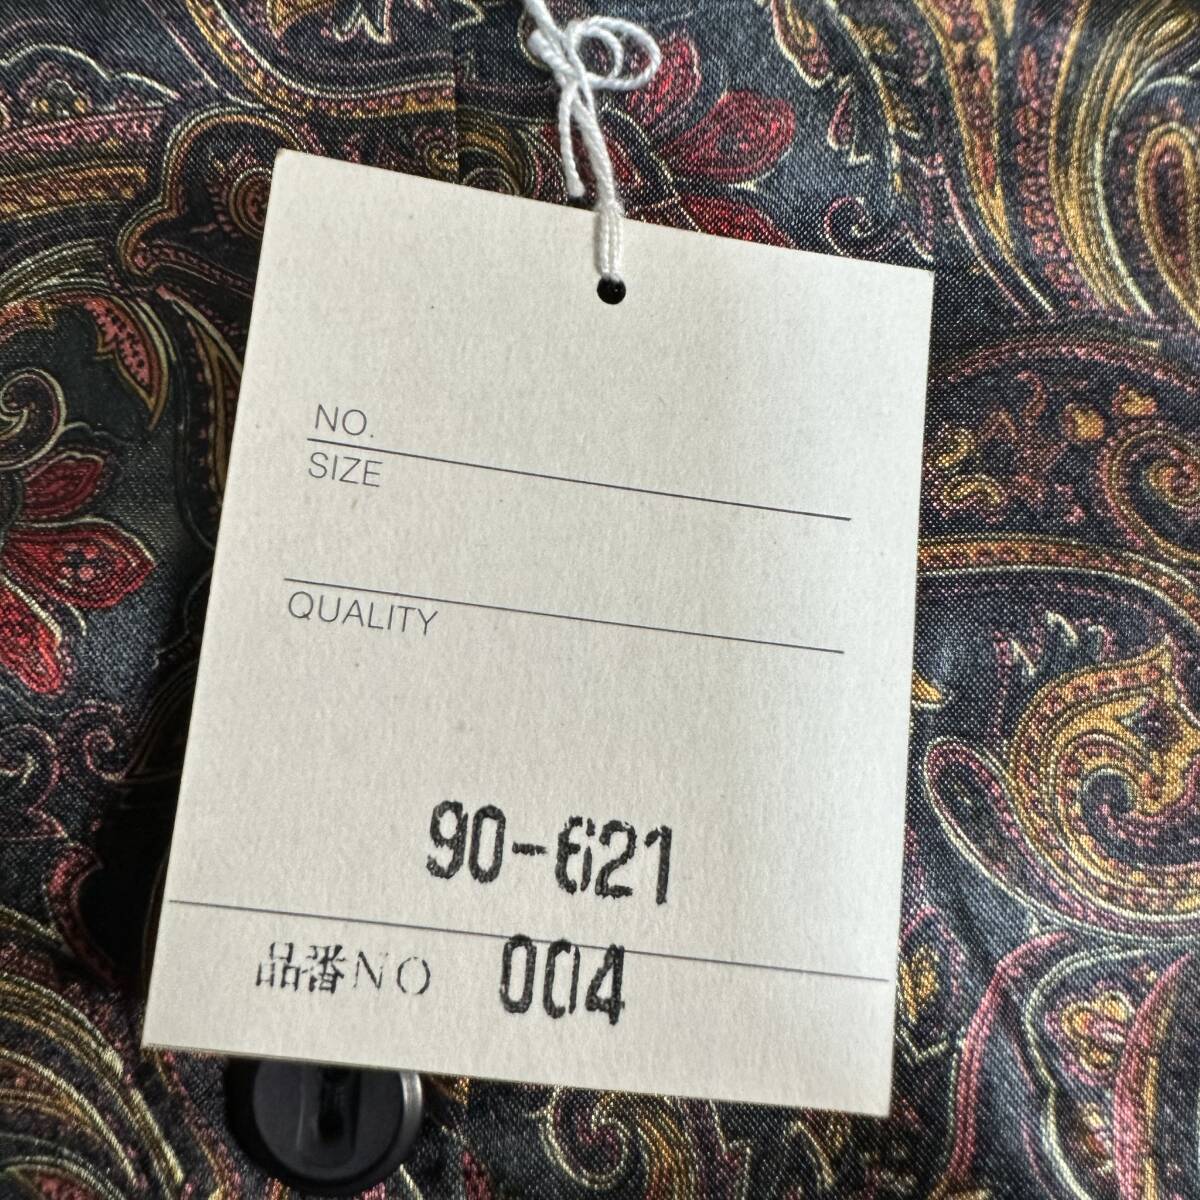 NO.
SIZE
QUALITY
90-621
品番NO 004